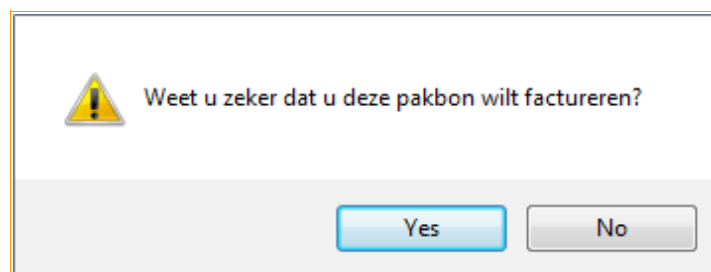 Weet u zeker dat u deze pakbon wilt factureren?
Yes No